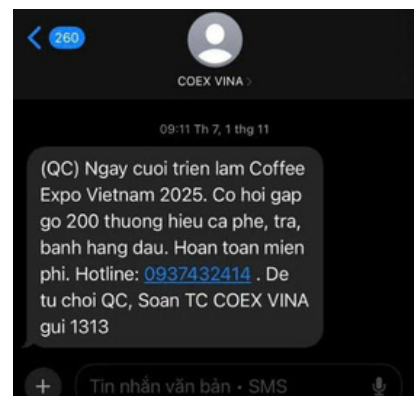 260
COEX VINA >
09:11 Th 7, 1 thg 11
(QC) Ngay cuoi trien lam Coffee
Expo Vietnam 2025. Co hoi gap
go 200 thuong hieu ca phe, tra,
banh hang dau. Hoan toan mien
phi. Hotline: 0937432414 . De
tu choi QC, Soan TC COEX VINA
gui 1313
Tin nhắn văn bản • SMS